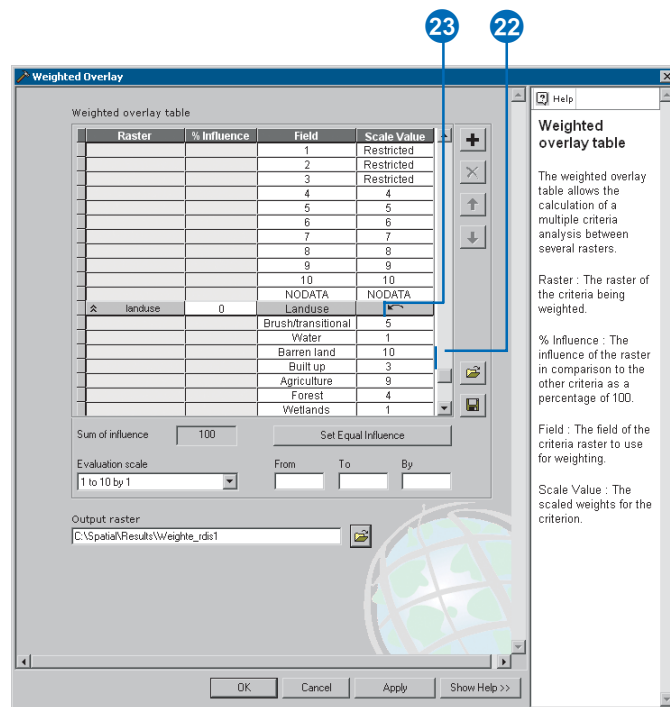 23 22
Weighted Overlay
Weighted overlay table
Raster % Influence Field Scale Value
1 Restricted
2 Restricted
3 Restricted
4 4
5 5
6 6
7 7
8 8
9 9
10 10
NODATA NODATA
landuse 0 Landuse
Brush/transitional 5
Water 1
Barren land 10
Built up 3
Agriculture 9
Forest 4
Wetlands 1
Sum of influence 100 Set Equal Influence
Evaluation scale From To By
1 to 10 by 1
Output raster
C:\Spatial\Results\Weighte_rdis1
OK Cancel Apply Show Help >>
Help
Weighted
overlay table
The weighted overlay
table allows the
calculation of a
multiple criteria
analysis between
several rasters.
Raster : The raster of
the criteria being
weighted.
% Influence : The
influence of the raster
in comparison to the
other criteria as a
percentage of 100.
Field : The field of the
criteria raster to use
for weighting.
Scale Value : The
scaled weights for the
criterion.